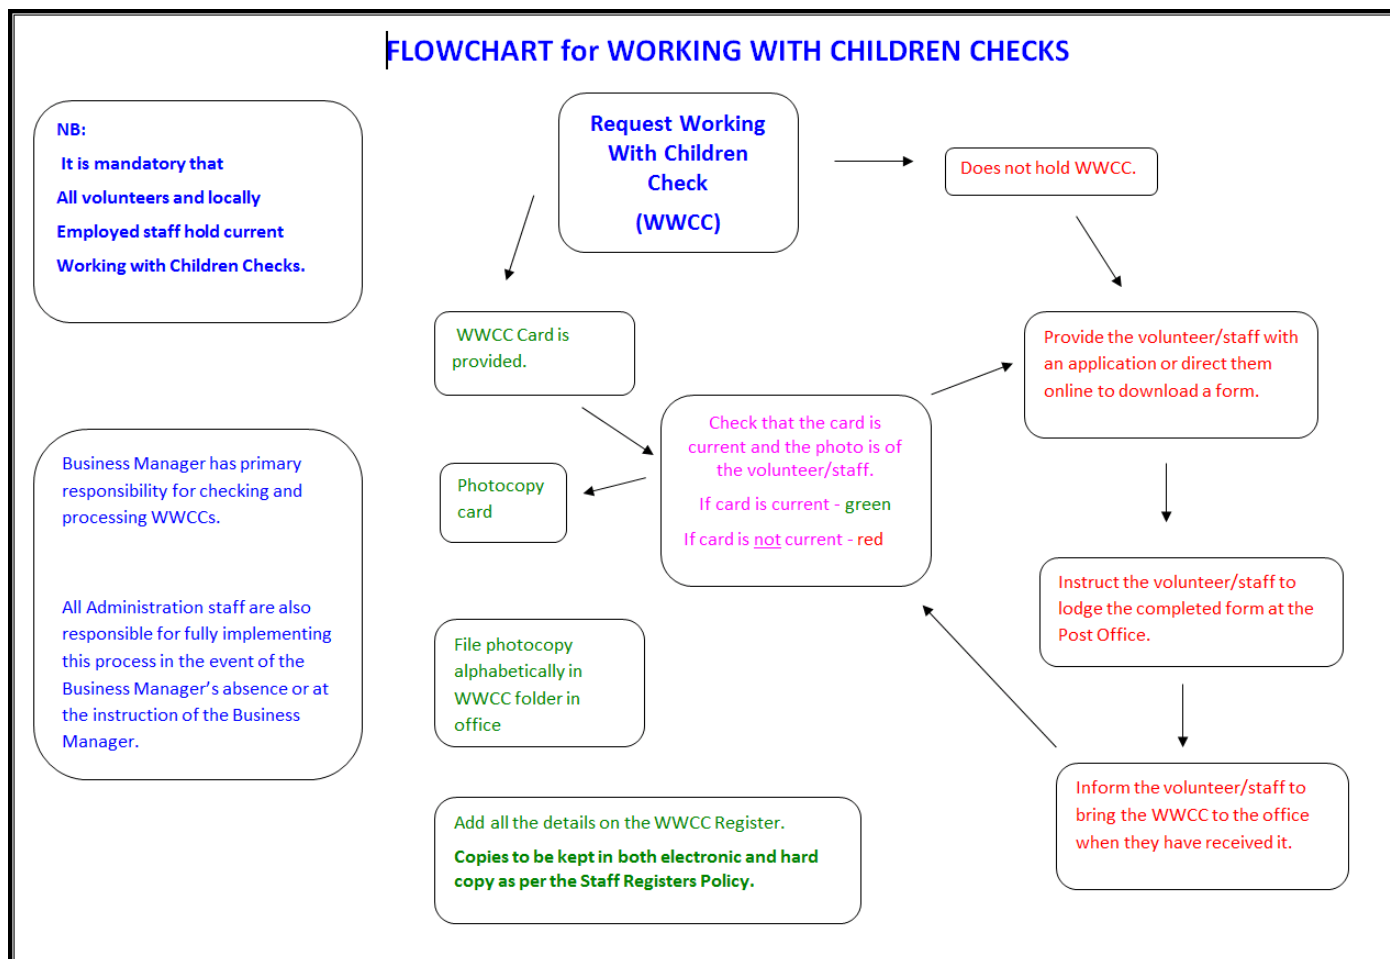 FLOWCHART for WORKING WITH CHILDREN CHECKS
NB:
It is mandatory that
All volunteers and locally
Employed staff hold current
Working with Children Checks.
Request Working
With Children
Check
(WWCC)
Does not hold WWCC.
WWCC Card is
provided.
Provide the volunteer/staff with
an application or direct them
online to download a form.
Check that the card is
current and the photo is of
the volunteer/staff.
If card is current - green
If card is not current - red
Photocopy
card
Business Manager has primary
responsibility for checking and
processing WWCCs.
All Administration staff are also
responsible for fully implementing
this process in the event of the
Business Manager’s absence or at
the instruction of the Business
Manager.
Instruct the volunteer/staff to
lodge the completed form at the
Post Office.
File photocopy
alphabetically in
WWCC folder in
office
Inform the volunteer/staff to
bring the WWCC to the office
when they have received it.
Add all the details on the WWCC Register.
Copies to be kept in both electronic and hard
copy as per the Staff Registers Policy.